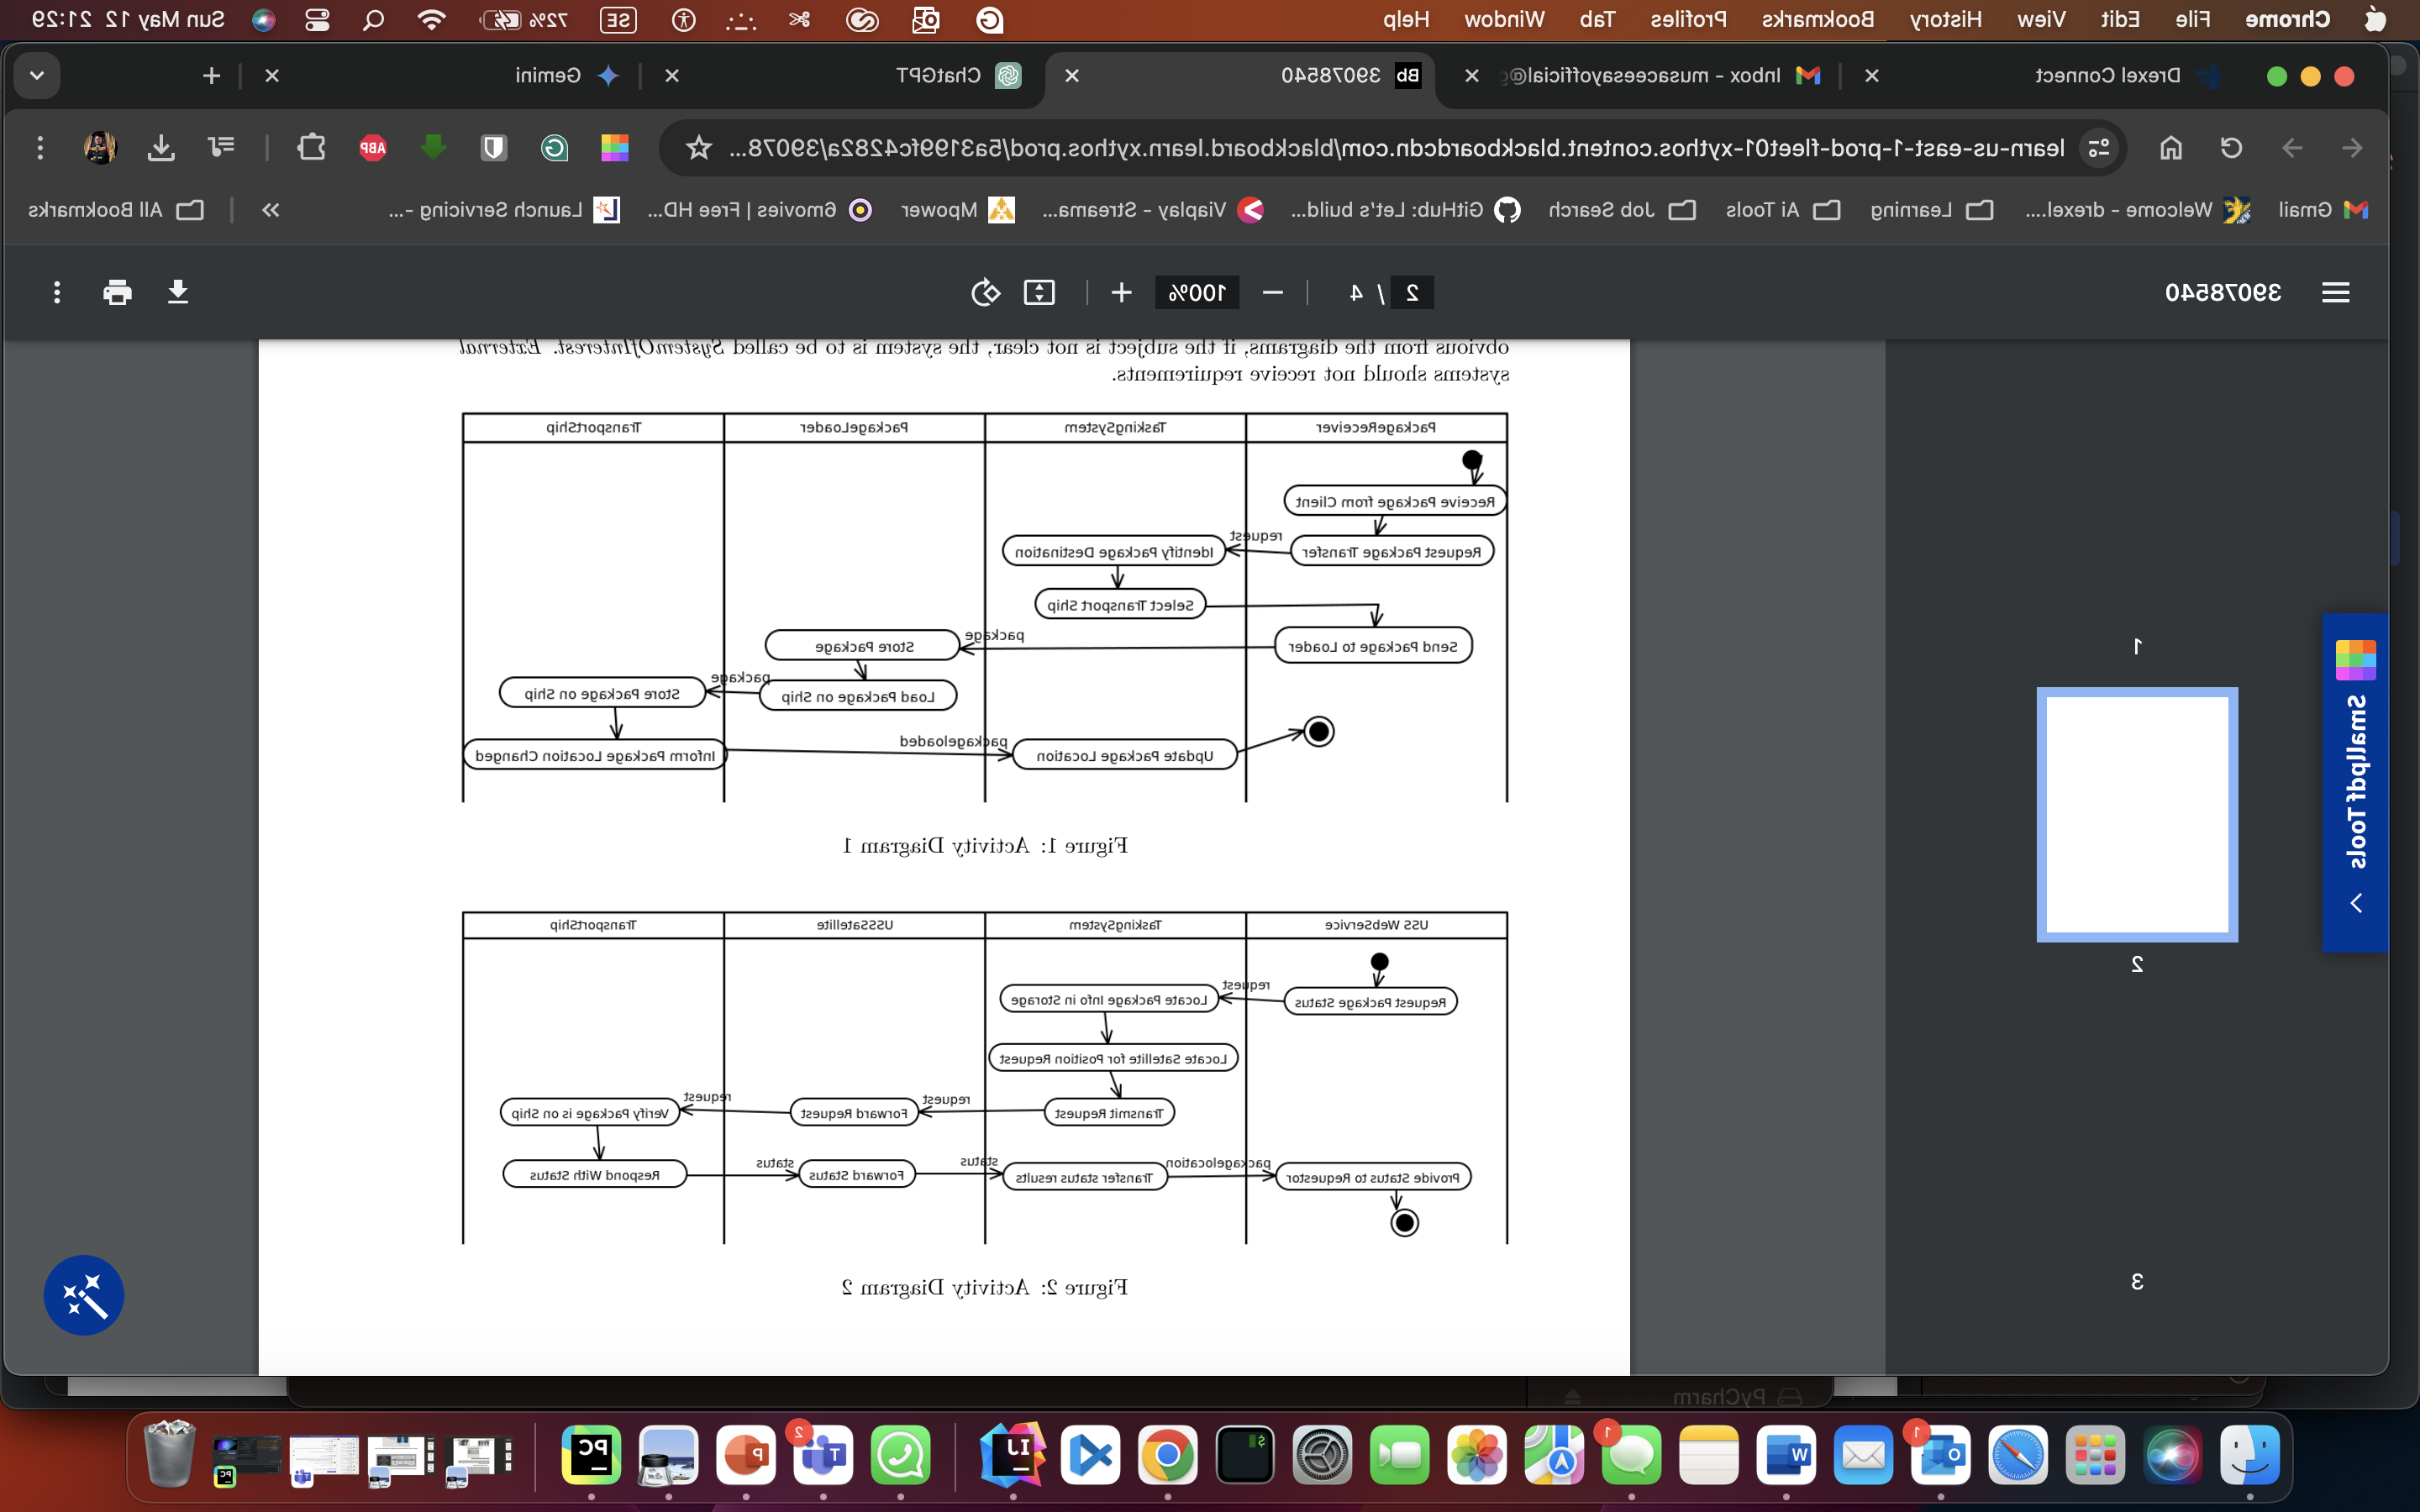 Chrome File Edit View History Bookmarks Profiles Tab Window Help 72% SE Sun May 12 21:29
Drexel Connect
Inbox - musaceesayofficial@g
Bb 39078540
ChatGPT
Gemini
learn-us-east-1-prod-fleet01-xythos.content.blackboardcdn.com/blackboard.learn.xythos.prod/5a3199fc4282a/39078...
ABP
Gmail
Welcome - drexel....
Learning
Ai Tools
Job Search
GitHub: Let's build...
Viaplay - Streama...
Mpower
6movies | Free HD...
Launch Servicing -...
»
All Bookmarks
39078540
2 / 4
100%
1
2
3
Smallpdf Tools
obvious from the diagrams, if the subject is not clear, the system is to be called SystemOfInterest. External
systems should not receive requirements.
PackageReceiver TaskingSystem PackageLoader TransportShip
Receive Package from Client
Request Package Transfer
request
Identify Package Destination
Select Transport Ship
Send Package to Loader
package
Store Package
Load Package on Ship
package
Store Package on Ship
Inform Package Location Changed
packageloaded
Update Package Location
Figure 1: Activity Diagram 1
USS WebService TaskingSystem USSSatellite TransportShip
Request Package Status
request
Locate Package Info in Storage
Locate Satellite for Position Request
Transmit Request
request
Forward Request
request
Verify Package is on Ship
Respond With Status
status
Forward Status
status
Transfer status results
packagelocation
Provide Status to Requestor
Figure 2: Activity Diagram 2
PyCharm